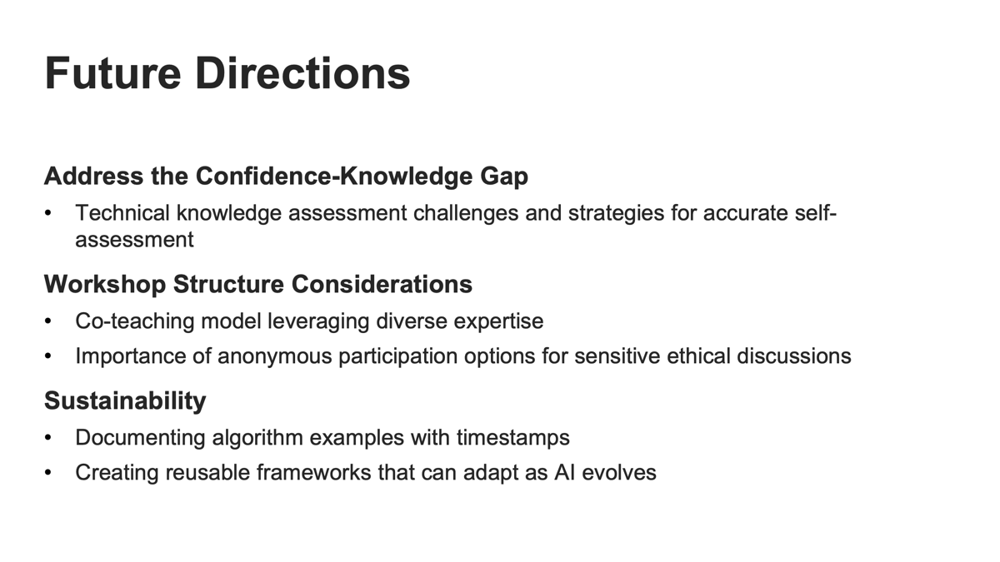 Future Directions
Address the Confidence-Knowledge Gap
• Technical knowledge assessment challenges and strategies for accurate self-
assessment
Workshop Structure Considerations
• Co-teaching model leveraging diverse expertise
• Importance of anonymous participation options for sensitive ethical discussions
Sustainability
• Documenting algorithm examples with timestamps
• Creating reusable frameworks that can adapt as AI evolves